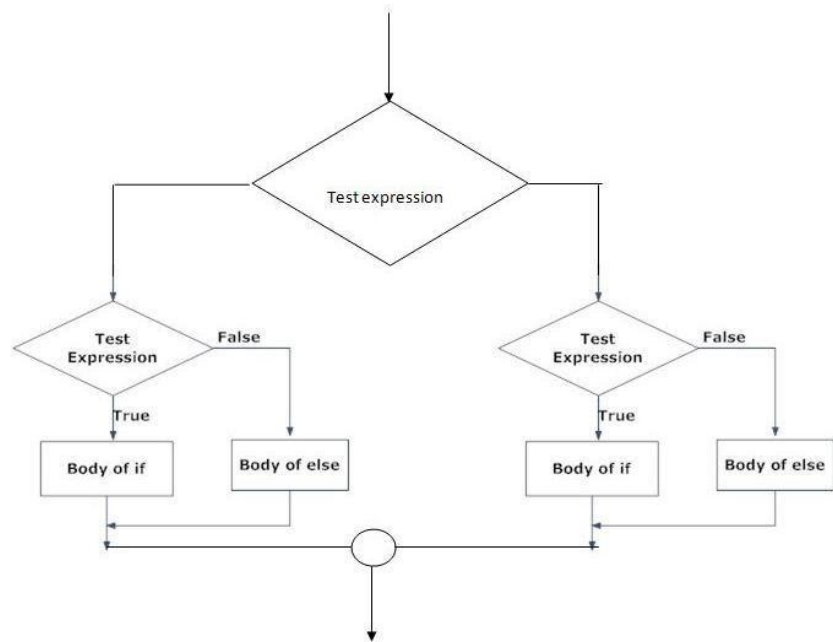 Test expression
Test
Expression
False
True
Body of if
Body of else
Test
Expression
False
True
Body of if
Body of else